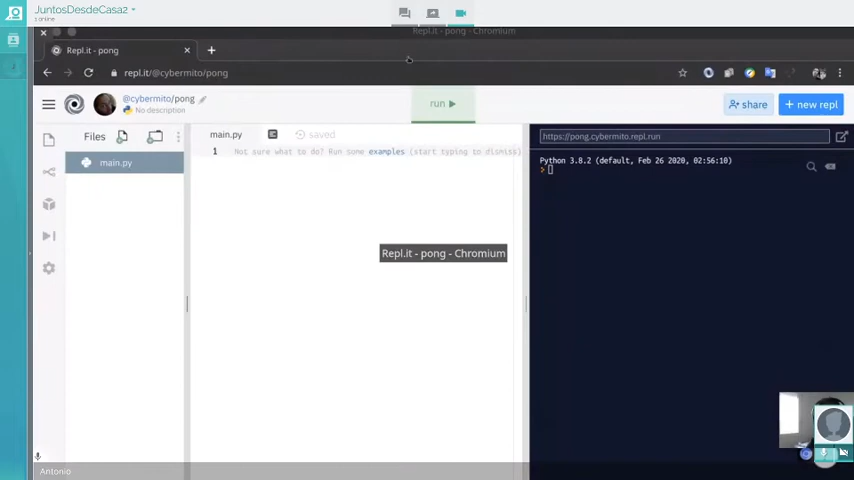 JuntosDesdeCasa2
1 online
Repl.it - pong - Chromium
Repl.it - pong
repl.it/@cybermito/pong
@cybermito/pong
No description
run
share
+ new repl
Files
main.py
main.py
saved
https://pong.cybermito.repl.run
1 Not sure what to do? Run some examples (start typing to dismiss)
Python 3.8.2 (default, Feb 26 2020, 02:56:10)
>
Repl.it - pong - Chromium
Antonio